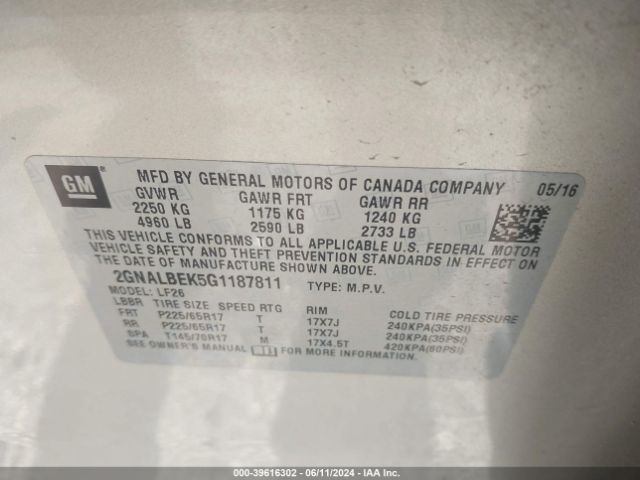 GM
MFD BY GENERAL MOTORS OF CANADA COMPANY 05/16
GVWR GAWR FRT GAWR RR
2250 KG 1175 KG 1240 KG
4960 LB 2590 LB 2733 LB
THIS VEHICLE CONFORMS TO ALL APPLICABLE U.S. FEDERAL MOTOR
VEHICLE SAFETY AND THEFT PREVENTION STANDARDS IN EFFECT ON
THE DATE OF MANUFACTURE SHOWN ABOVE.
2GNALBEK5G1187811 TYPE: M.P.V.
MODEL: LF26
LBBR TIRE SIZE SPEED RTG RIM COLD TIRE PRESSURE
FRT P225/65R17 T 17X7J 240KPA(35PSI)
RR P225/65R17 T 17X7J 240KPA(35PSI)
SPA T145/70R17 M 17X4.5T 420KPA(60PSI)
SEE OWNER'S MANUAL FOR MORE INFORMATION.
000-39616302 - 06/11/2024 - IAA Inc.